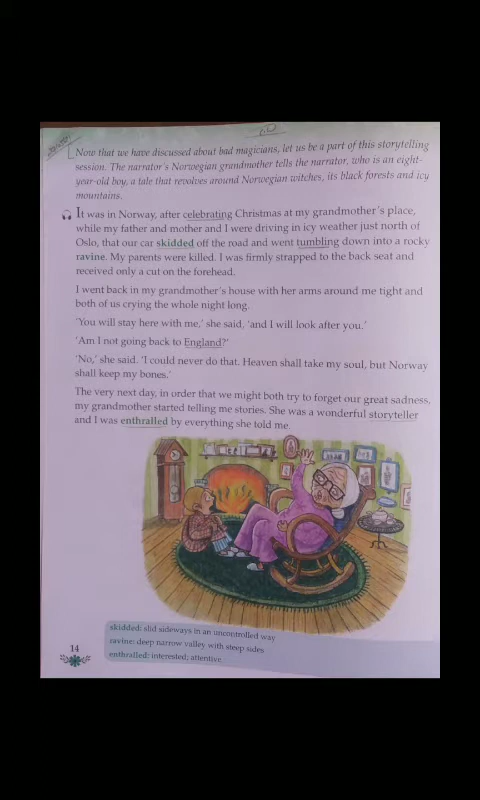 Now that we have discussed about bad magicians, let us be a part of this storytelling
session. The narrator's Norwegian grandmother tells the narrator, who is an eight-
year-old boy, a tale that revolves around Norwegian witches, its black forests and icy
mountains.
It was in Norway, after celebrating Christmas at my grandmother's place,
while my father and mother and I were driving in icy weather just north of
Oslo, that our car skidded off the road and went tumbling down into a rocky
ravine. My parents were killed. I was firmly strapped to the back seat and
received only a cut on the forehead.
I went back in my grandmother's house with her arms around me tight and
both of us crying the whole night long.
'You will stay here with me,' she said, 'and I will look after you.'
'Am I not going back to England?'
'No,' she said. 'I could never do that. Heaven shall take my soul, but Norway
shall keep my bones.'
The very next day, in order that we might both try to forget our great sadness,
my grandmother started telling me stories. She was a wonderful storyteller
and I was enthralled by everything she told me.
skidded: slid sideways in an uncontrolled way
ravine: deep narrow valley with steep sides
enthralled: interested; attentive
14